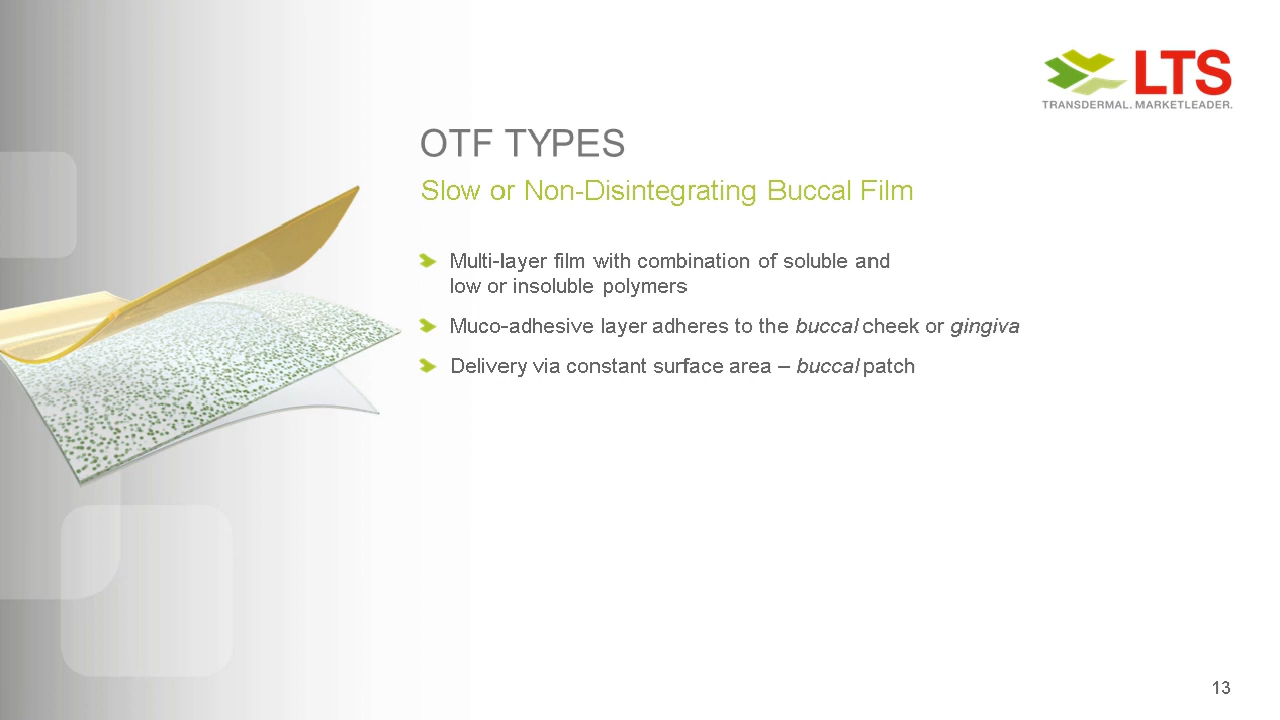 LTS
TRANSDERMAL. MARKETLEADER.
OTF TYPES
Slow or Non-Disintegrating Buccal Film
Multi-layer film with combination of soluble and
low or insoluble polymers
Muco-adhesive layer adheres to the buccal cheek or gingiva
Delivery via constant surface area – buccal patch
13